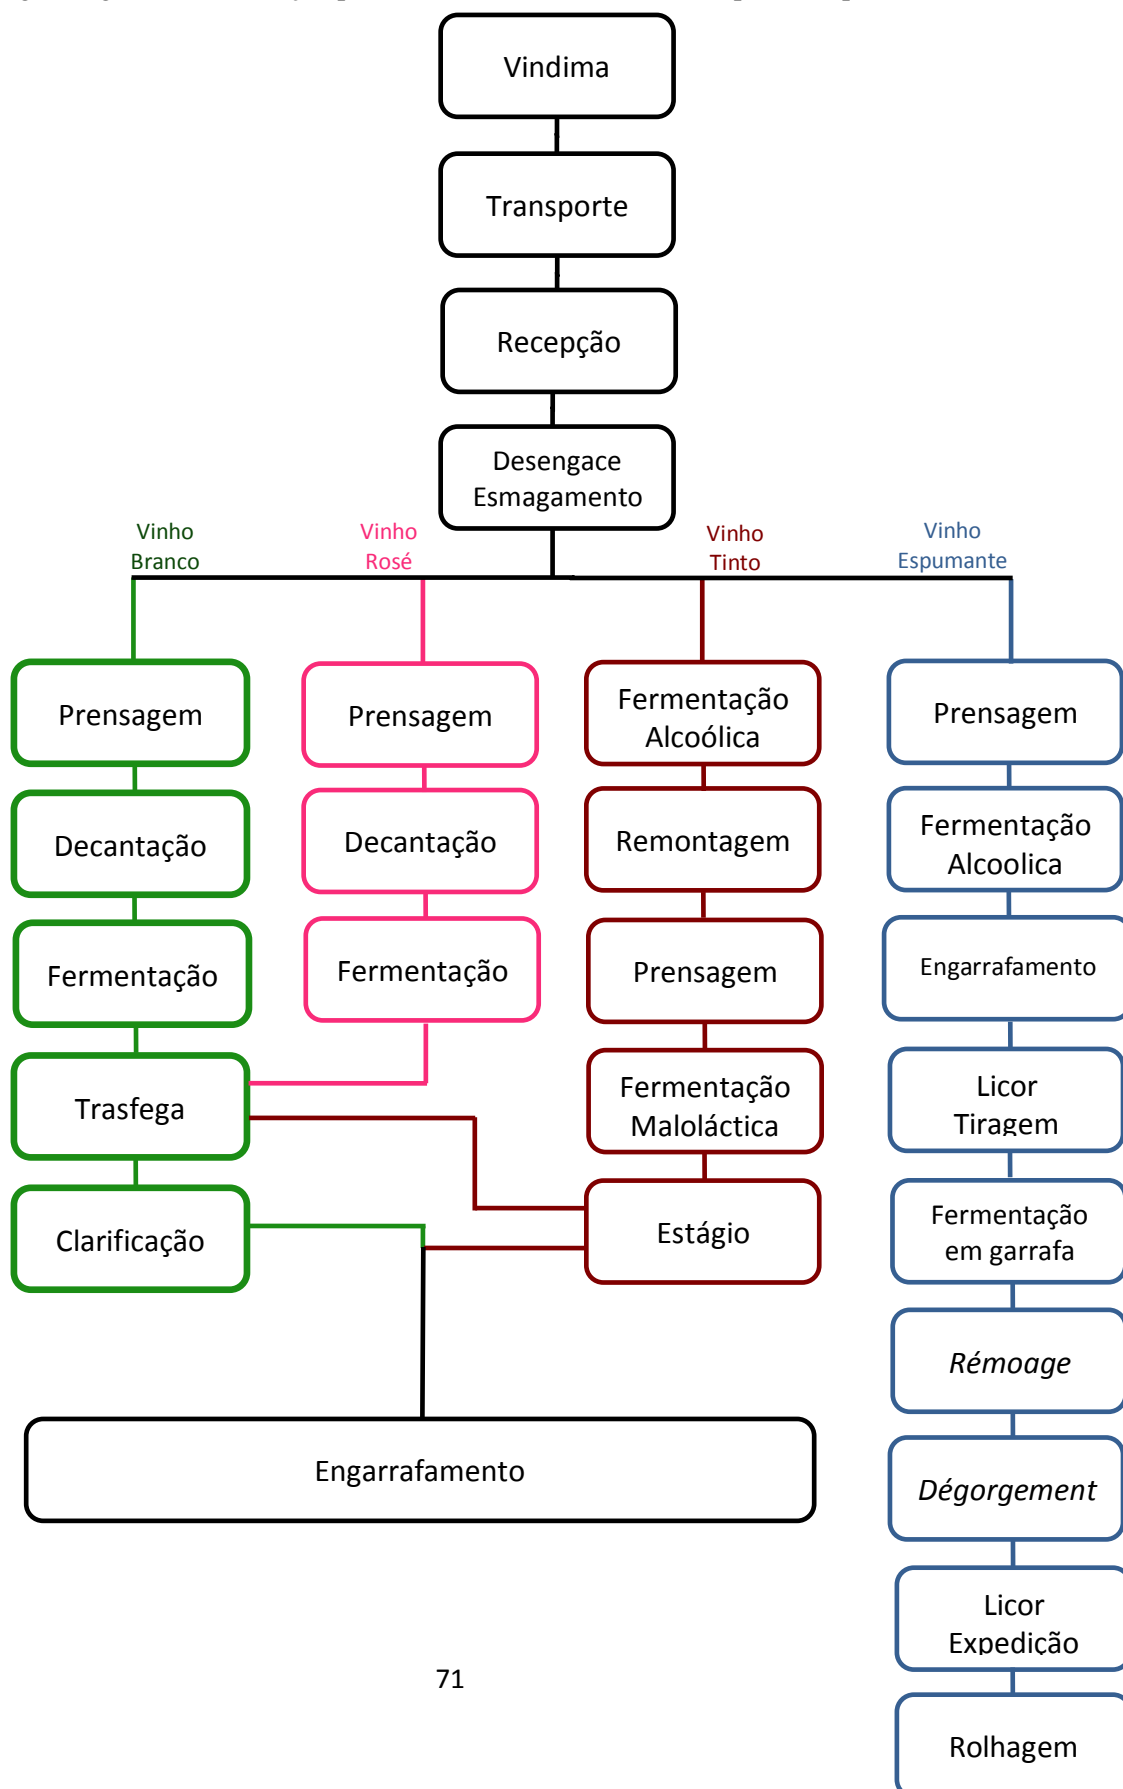 Vindima
Transporte
Recepção
Desengace
Esmagamento
Vinho
Branco
Vinho
Rosé
Vinho
Tinto
Vinho
Espumante
Prensagem
Prensagem
Fermentação
Alcoólica
Prensagem
Decantação
Decantação
Remontagem
Fermentação
Alcoolica
Fermentação
Fermentação
Prensagem
Engarrafamento
Trasfega
Fermentação
Maloláctica
Licor
Tiragem
Clarificação
Estágio
Fermentação
em garrafa
Rémoage
Engarrafamento
Dégorgement
Licor
Expedição
71
Rolhagem